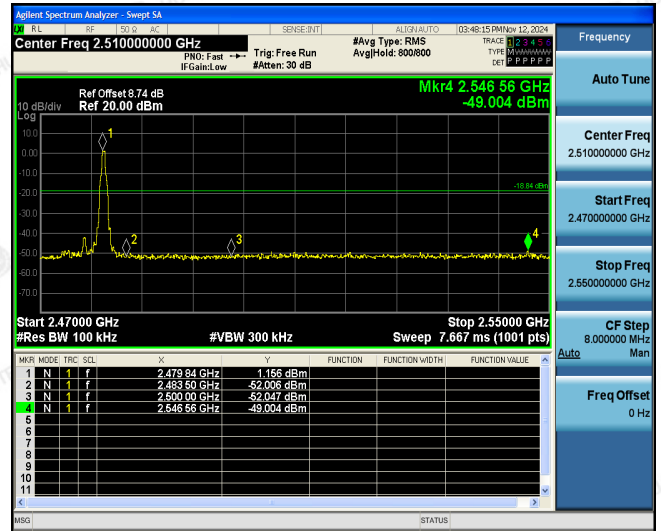 Agilent Spectrum Analyzer - Swept SA
LXI RL RF 50 Ω AC SENSE:INT ALIGN AUTO 03:48:15 PM Nov 12, 2024
Center Freq 2.510000000 GHz
PNO: Fast
IFGain:Low
Trig: Free Run
#Atten: 30 dB
#Avg Type: RMS
Avg|Hold: 800/800
TRACE 1 2 3 4 5 6
TYPE M
DET P P P P P P
Ref Offset 8.74 dB
Ref 20.00 dBm
10 dB/div
Log
Mkr4 2.546 56 GHz
-49.004 dBm
10.0
0.00
-10.0
-20.0
-30.0
-40.0
-50.0
-60.0
-70.0
1
2
3
4
-18.84 dBm
Start 2.47000 GHz
Stop 2.55000 GHz
#Res BW 100 kHz
#VBW 300 kHz
Sweep 7.667 ms (1001 pts)
MKR MODE TRC SCL X Y FUNCTION FUNCTION WIDTH FUNCTION VALUE
1 N 1 f 2.479 84 GHz 1.156 dBm
2 N 1 f 2.483 50 GHz -52.006 dBm
3 N 1 f 2.500 00 GHz -52.047 dBm
4 N 1 f 2.546 56 GHz -49.004 dBm
5
6
7
8
9
10
11
MSG
STATUS
Frequency
Auto Tune
Center Freq
2.510000000 GHz
Start Freq
2.470000000 GHz
Stop Freq
2.550000000 GHz
CF Step
8.000000 MHz
Auto Man
Freq Offset
0 Hz